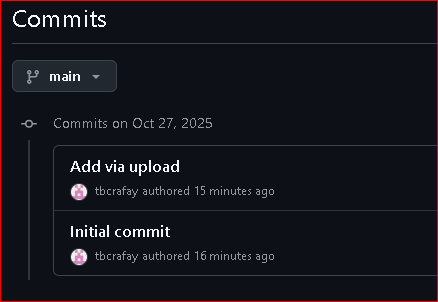 Commits
main
Commits on Oct 27, 2025
Add via upload
tbcrafay authored 15 minutes ago
Initial commit
tbcrafay authored 16 minutes ago